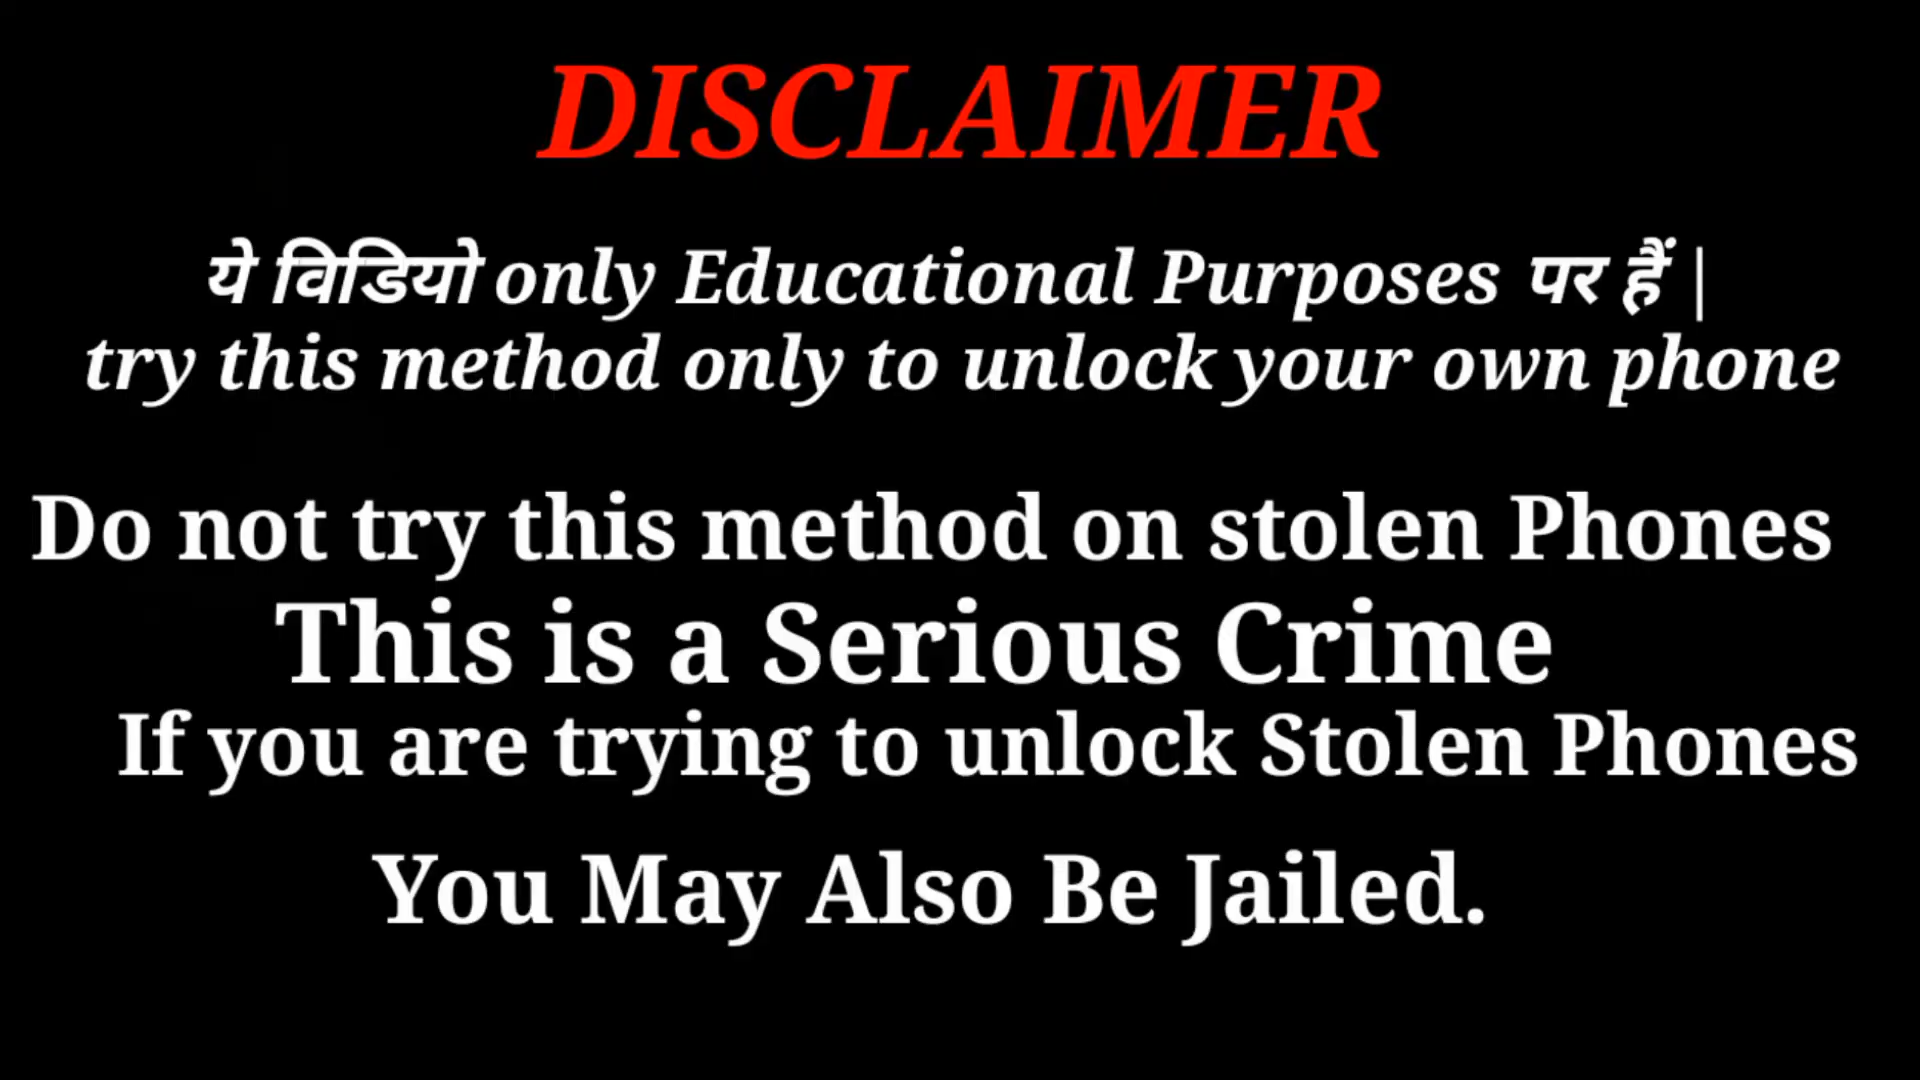 DISCLAIMER
ये विडियो only Educational Purposes पर हैं |
try this method only to unlock your own phone
Do not try this method on stolen Phones
This is a Serious Crime
If you are trying to unlock Stolen Phones
You May Also Be Jailed.